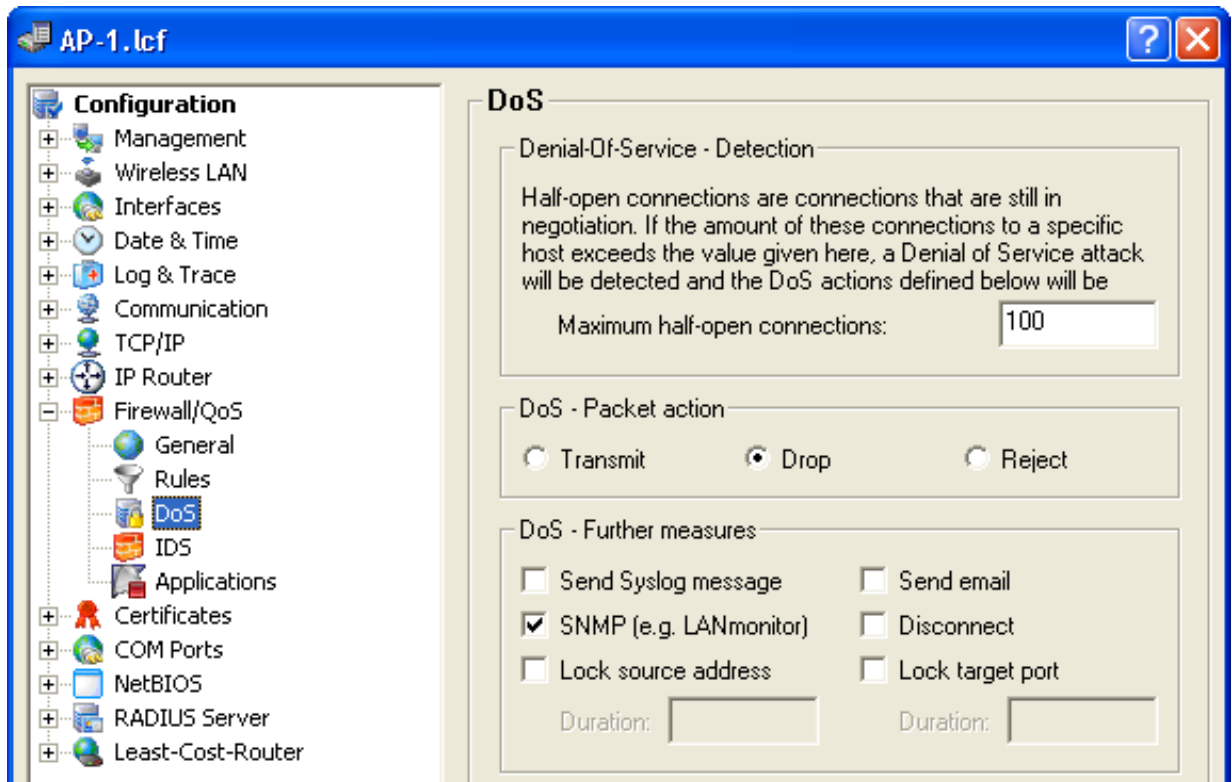 AP-1.lcf
Configuration
Management
Wireless LAN
Interfaces
Date & Time
Log & Trace
Communication
TCP/IP
IP Router
Firewall/QoS
General
Rules
DoS
IDS
Applications
Certificates
COM Ports
NetBIOS
RADIUS Server
Least-Cost-Router
DoS
Denial-Of-Service - Detection
Half-open connections are connections that are still in
negotiation. If the amount of these connections to a specific
host exceeds the value given here, a Denial of Service attack
will be detected and the DoS actions defined below will be
Maximum half-open connections: 100
DoS - Packet action
Transmit Drop Reject
DoS - Further measures
Send Syslog message Send email
SNMP (e.g. LANmonitor) Disconnect
Lock source address Lock target port
Duration: Duration: